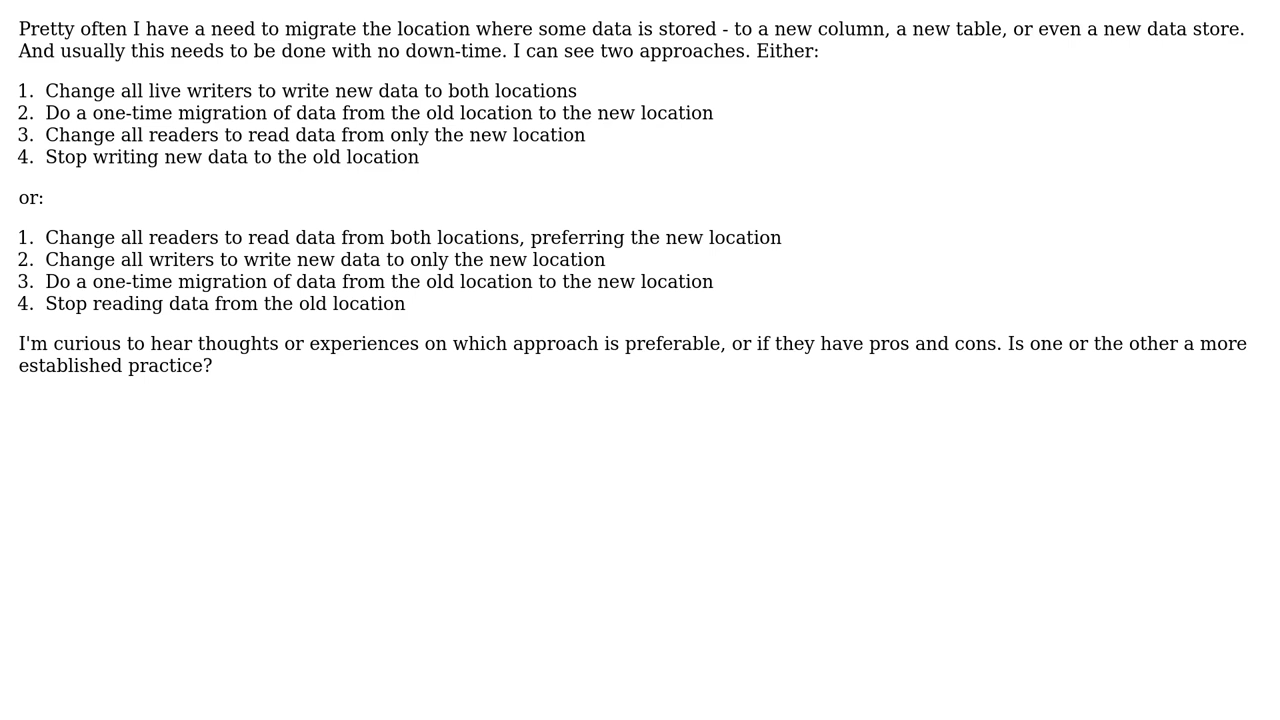 Pretty often I have a need to migrate the location where some data is stored - to a new column, a new table, or even a new data store.
And usually this needs to be done with no down-time. I can see two approaches. Either:
1. Change all live writers to write new data to both locations
2. Do a one-time migration of data from the old location to the new location
3. Change all readers to read data from only the new location
4. Stop writing new data to the old location
or:
1. Change all readers to read data from both locations, preferring the new location
2. Change all writers to write new data to only the new location
3. Do a one-time migration of data from the old location to the new location
4. Stop reading data from the old location
I'm curious to hear thoughts or experiences on which approach is preferable, or if they have pros and cons. Is one or the other a more
established practice?